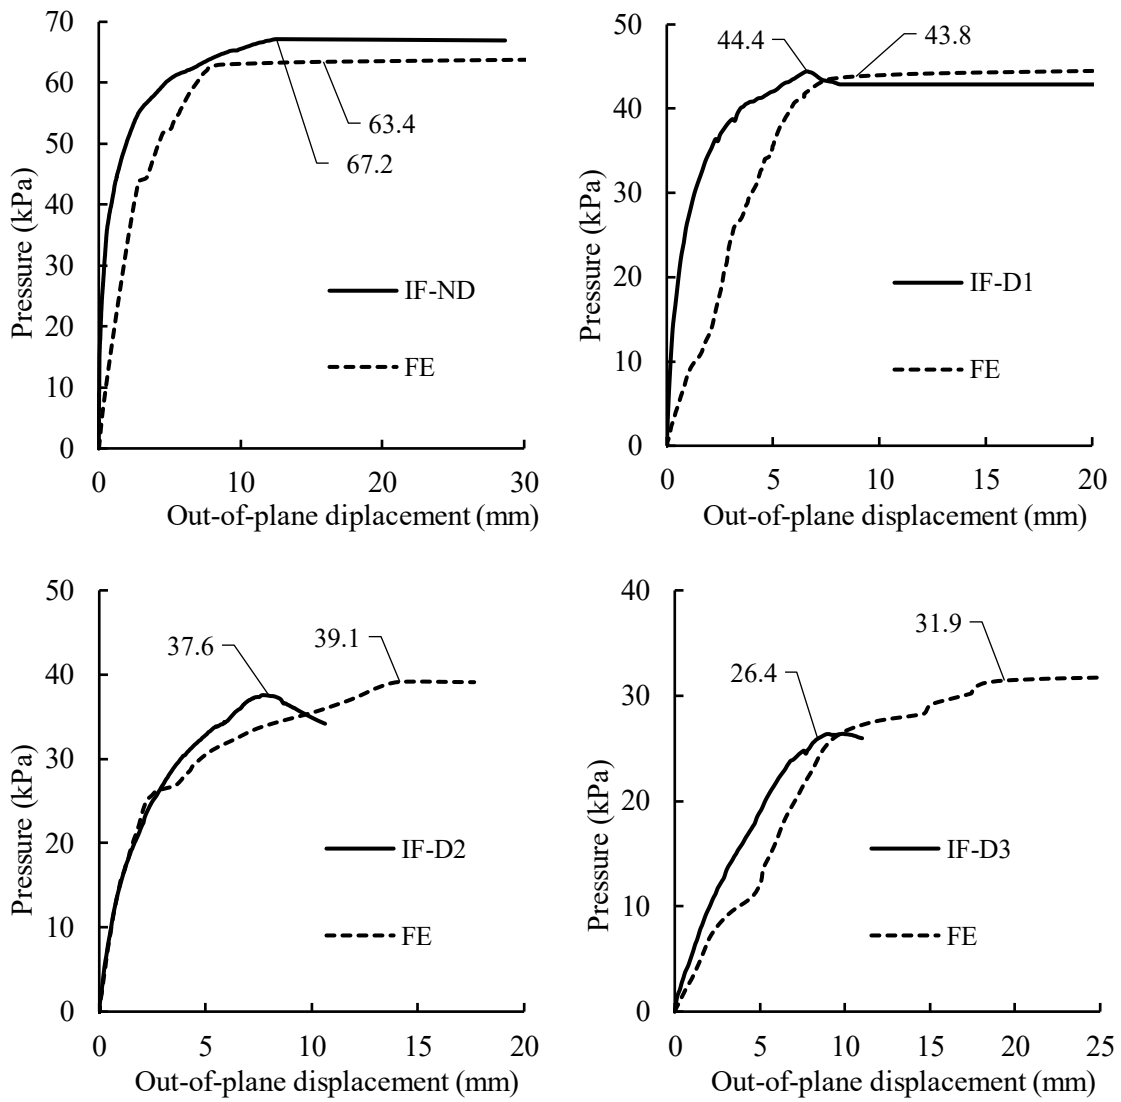 70
60
50
40
30
20
10
0
Pressure (kPa)
63.4
67.2
IF-ND
FE
0 10 20 30
Out-of-plane diplacement (mm)
50
40
30
20
10
0
Pressure (kPa)
44.4
43.8
IF-D1
FE
0 5 10 15 20
Out-of-plane displacement (mm)
50
40
30
20
10
0
Pressure (kPa)
37.6
39.1
IF-D2
FE
0 5 10 15 20
Out-of-plane displacement (mm)
40
30
20
10
0
Pressure (kPa)
31.9
26.4
IF-D3
FE
0 5 10 15 20 25
Out-of-plane displacement (mm)